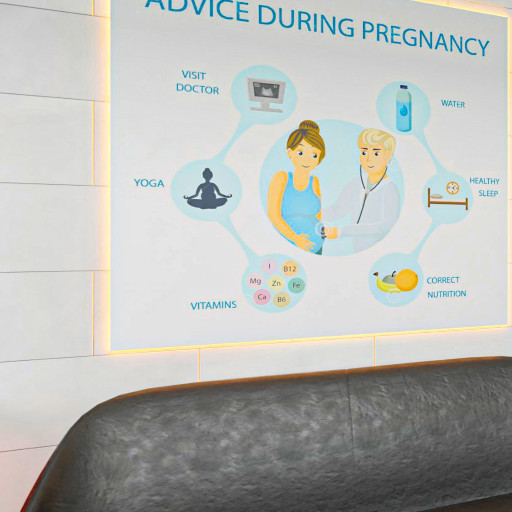 ADVICE DURING PREGNANCY
VISIT
DOCTOR
WATER
YOGA
HEALTHY
SLEEP
I
B12
Mg
Zn
Fe
Ca
B6
VITAMINS
CORRECT
NUTRITION